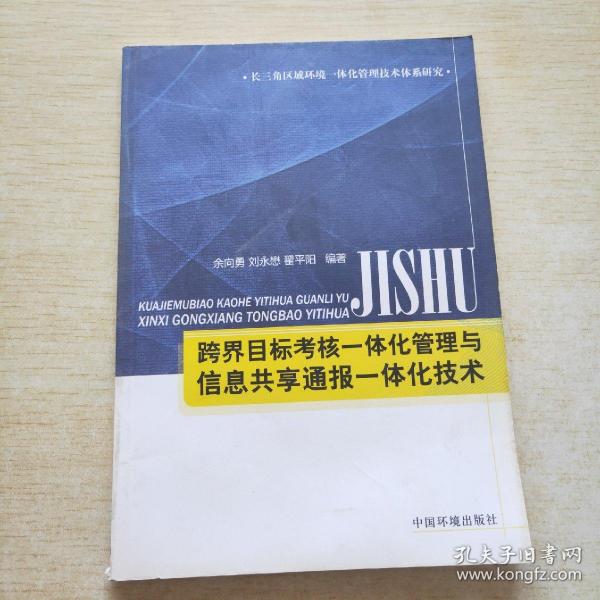 ·长三角区域环境一体化管理技术体系研究·
余向勇 刘永懋 翟平阳 编著
JISHU
KUAJIEMUBIAO KAOHE YITIHUA GUANLI YU
XINXI GONGXIANG TONGBAO YITIHUA
跨界目标考核一体化管理与
信息共享通报一体化技术
中国环境出版社
孔夫子旧书网
www.kongfz.com